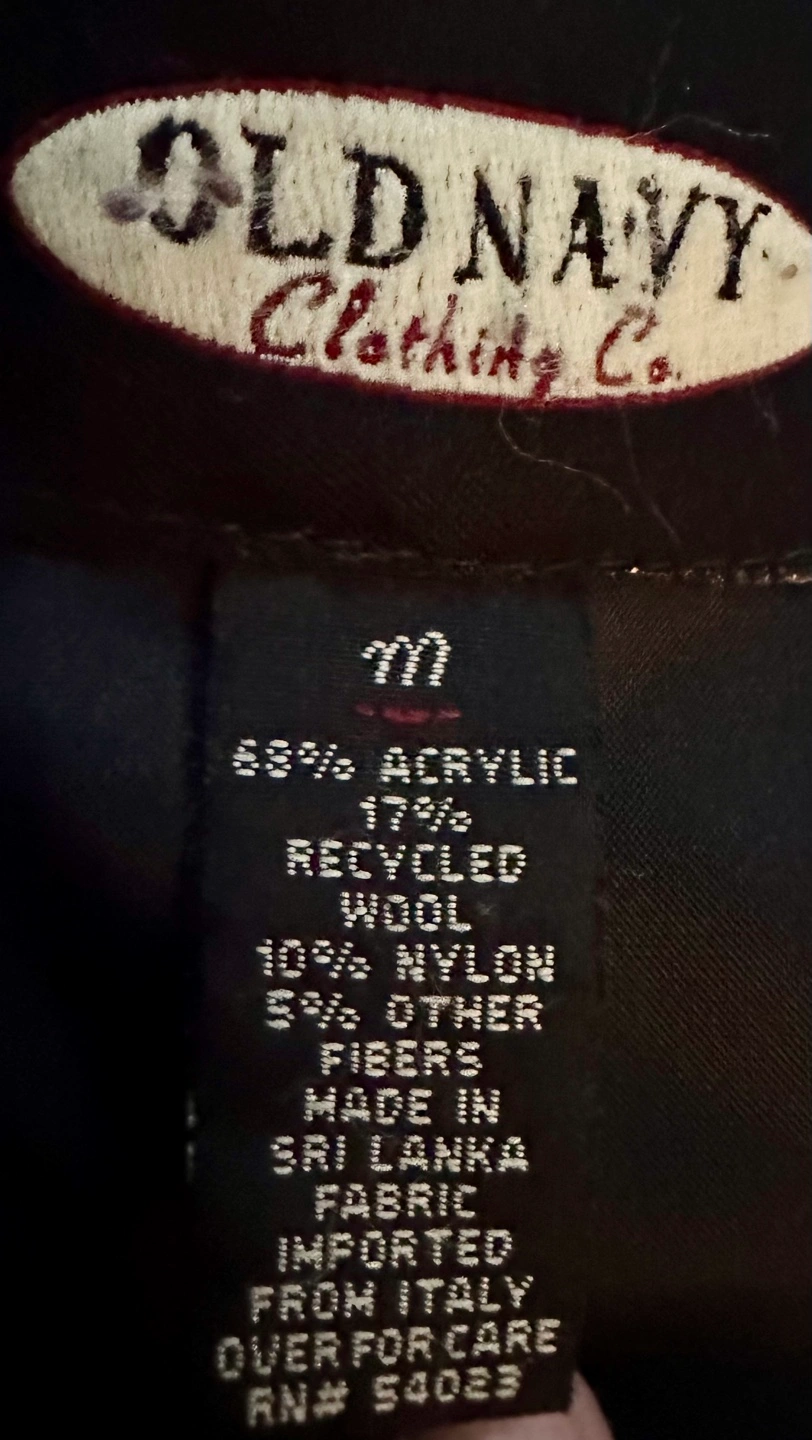 OLD NAVY
Clothing Co.
m
68% ACRYLIC
17%
RECYCLED
WOOL
10% NYLON
5% OTHER
FIBERS
MADE IN
SRI LANKA
FABRIC
IMPORTED
FROM ITALY
OVER FOR CARE
RN# 54023